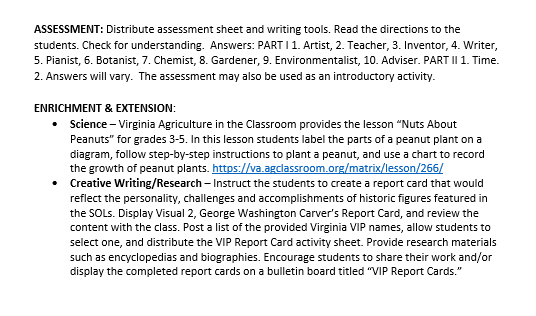 ASSESSMENT: Distribute assessment sheet and writing tools. Read the directions to the
students. Check for understanding.  Answers: PART I 1. Artist, 2. Teacher, 3. Inventor, 4. Writer,
5. Pianist, 6. Botanist, 7. Chemist, 8. Gardener, 9. Environmentalist, 10. Adviser. PART II 1. Time.
2. Answers will vary.  The assessment may also be used as an introductory activity.
ENRICHMENT & EXTENSION:
• Science – Virginia Agriculture in the Classroom provides the lesson “Nuts About
Peanuts” for grades 3-5. In this lesson students label the parts of a peanut plant on a
diagram, follow step-by-step instructions to plant a peanut, and use a chart to record
the growth of peanut plants. https://va.agclassroom.org/matrix/lesson/266/
• Creative Writing/Research – Instruct the students to create a report card that would
reflect the personality, challenges and accomplishments of historic figures featured in
the SOLs. Display Visual 2, George Washington Carver’s Report Card, and review the
content with the class. Post a list of the provided Virginia VIP names, allow students to
select one, and distribute the VIP Report Card activity sheet. Provide research materials
such as encyclopedias and biographies. Encourage students to share their work and/or
display the completed report cards on a bulletin board titled “VIP Report Cards.”